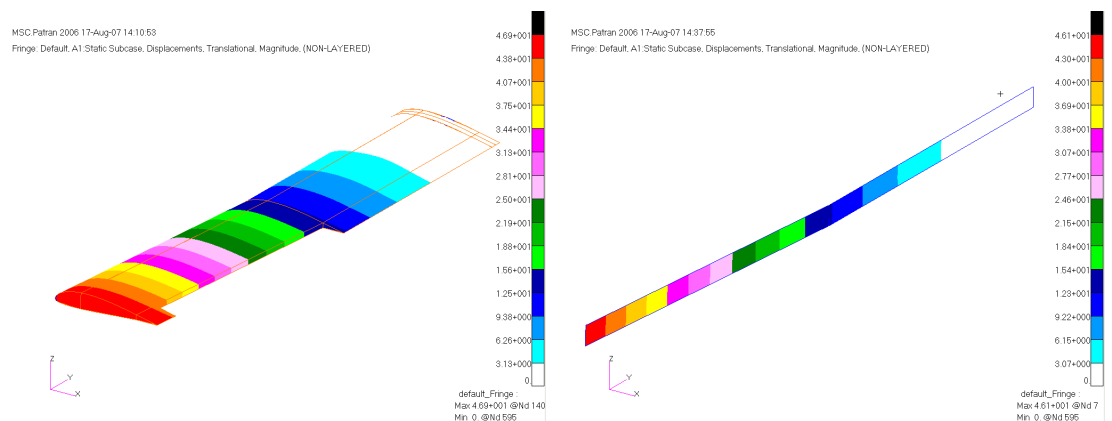 MSC.Patran 2006 17-Aug-07 14:10:53
Fringe: Default, A1:Static Subcase, Displacements, Translational, Magnitude, (NON-LAYERED)
4.69+001
4.38+001
4.07+001
3.75+001
3.44+001
3.13+001
2.81+001
2.50+001
2.19+001
1.88+001
1.56+001
1.25+001
9.38+000
6.26+000
3.13+000
0.
Z
Y
X
default_Fringe :
Max 4.69+001 @Nd 140
Min 0. @Nd 595
MSC.Patran 2006 17-Aug-07 14:37:55
Fringe: Default, A1:Static Subcase, Displacements, Translational, Magnitude, (NON-LAYERED)
4.61+001
4.30+001
4.00+001
3.69+001
3.38+001
3.07+001
2.77+001
2.46+001
2.15+001
1.84+001
1.54+001
1.23+001
9.22+000
6.15+000
3.07+000
0.
Z
Y
X
default_Fringe :
Max 4.61+001 @Nd 7
Min 0. @Nd 595